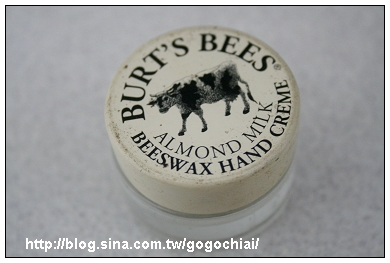 BURT'S BEES®
ALMOND MILK
BEESWAX HAND CREME
http://blog.sina.com.tw/gogochiai/